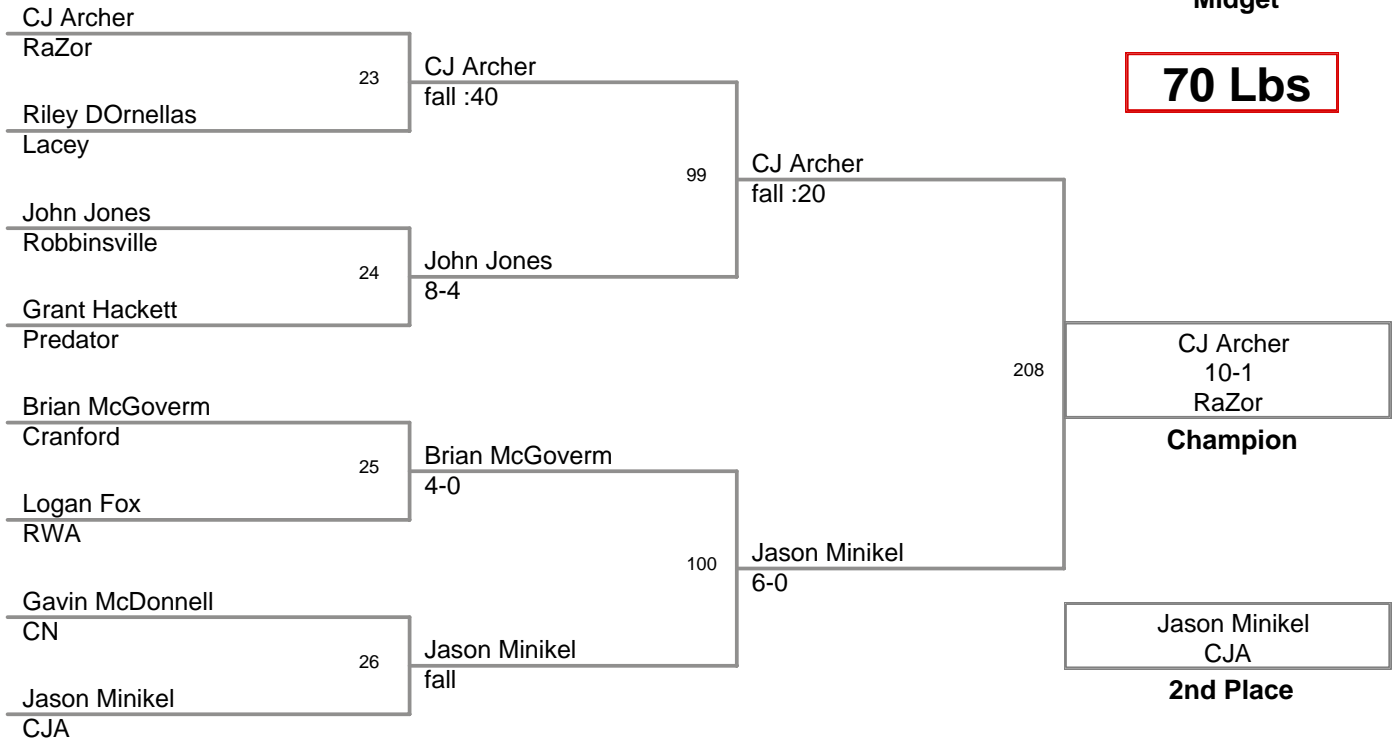 Midget
70 Lbs
CJ Archer
RaZor
23
Riley DOrnellas
Lacey
CJ Archer
fall :40
John Jones
Robbinsville
24
Grant Hackett
Predator
John Jones
8-4
99
CJ Archer
fall :20
Brian McGoverm
Cranford
25
Logan Fox
RWA
Brian McGoverm
4-0
Gavin McDonnell
CN
26
Jason Minikel
CJA
Jason Minikel
fall
100
Jason Minikel
6-0
208
CJ Archer
10-1
RaZor
Champion
Jason Minikel
CJA
2nd Place